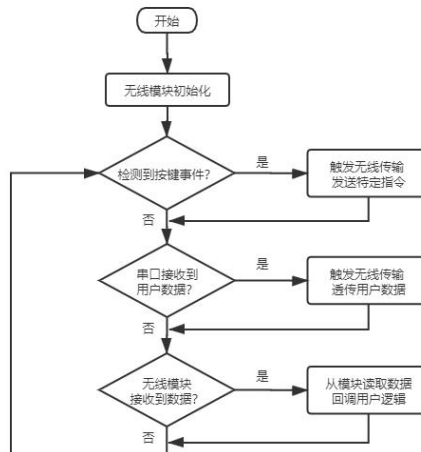 开始
无线模块初始化
检测到按键事件?
是
触发无线传输
发送特定指令
否
串口接收到
用户数据?
是
触发无线传输
透传用户数据
否
无线模块
接收到数据?
是
从模块读取数据
回调用户逻辑
否